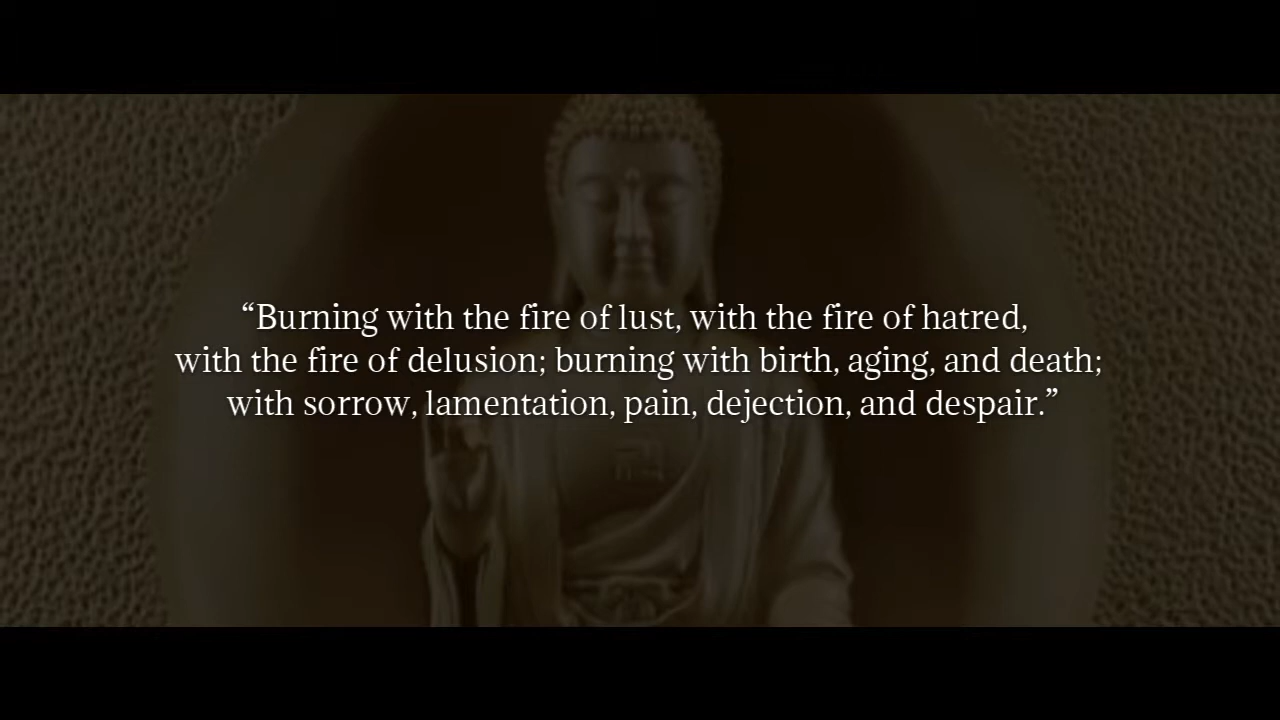 “Burning with the fire of lust, with the fire of hatred,
with the fire of delusion; burning with birth, aging, and death;
with sorrow, lamentation, pain, dejection, and despair.”